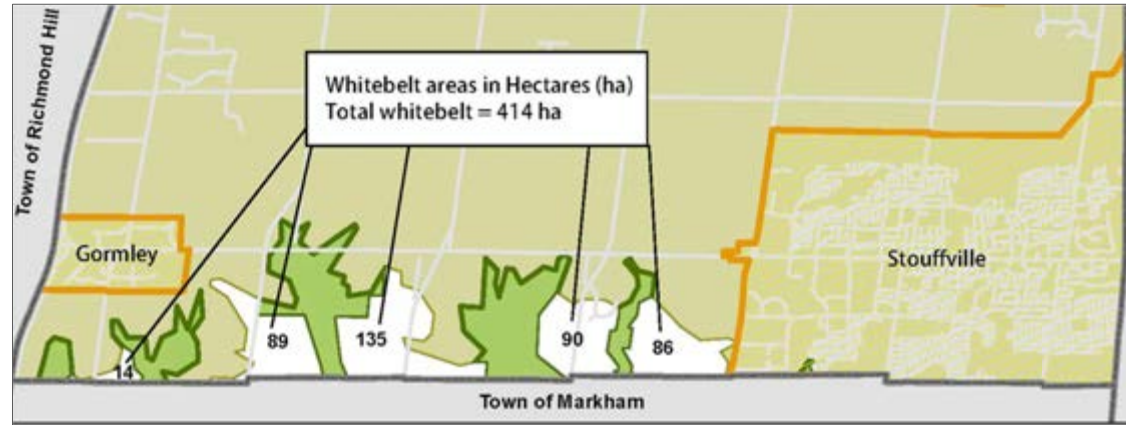 Town of Richmond Hill
Whitebelt areas in Hectares (ha)
Total whitebelt = 414 ha
Gormley
Stouffville
14
89
135
90
86
Town of Markham